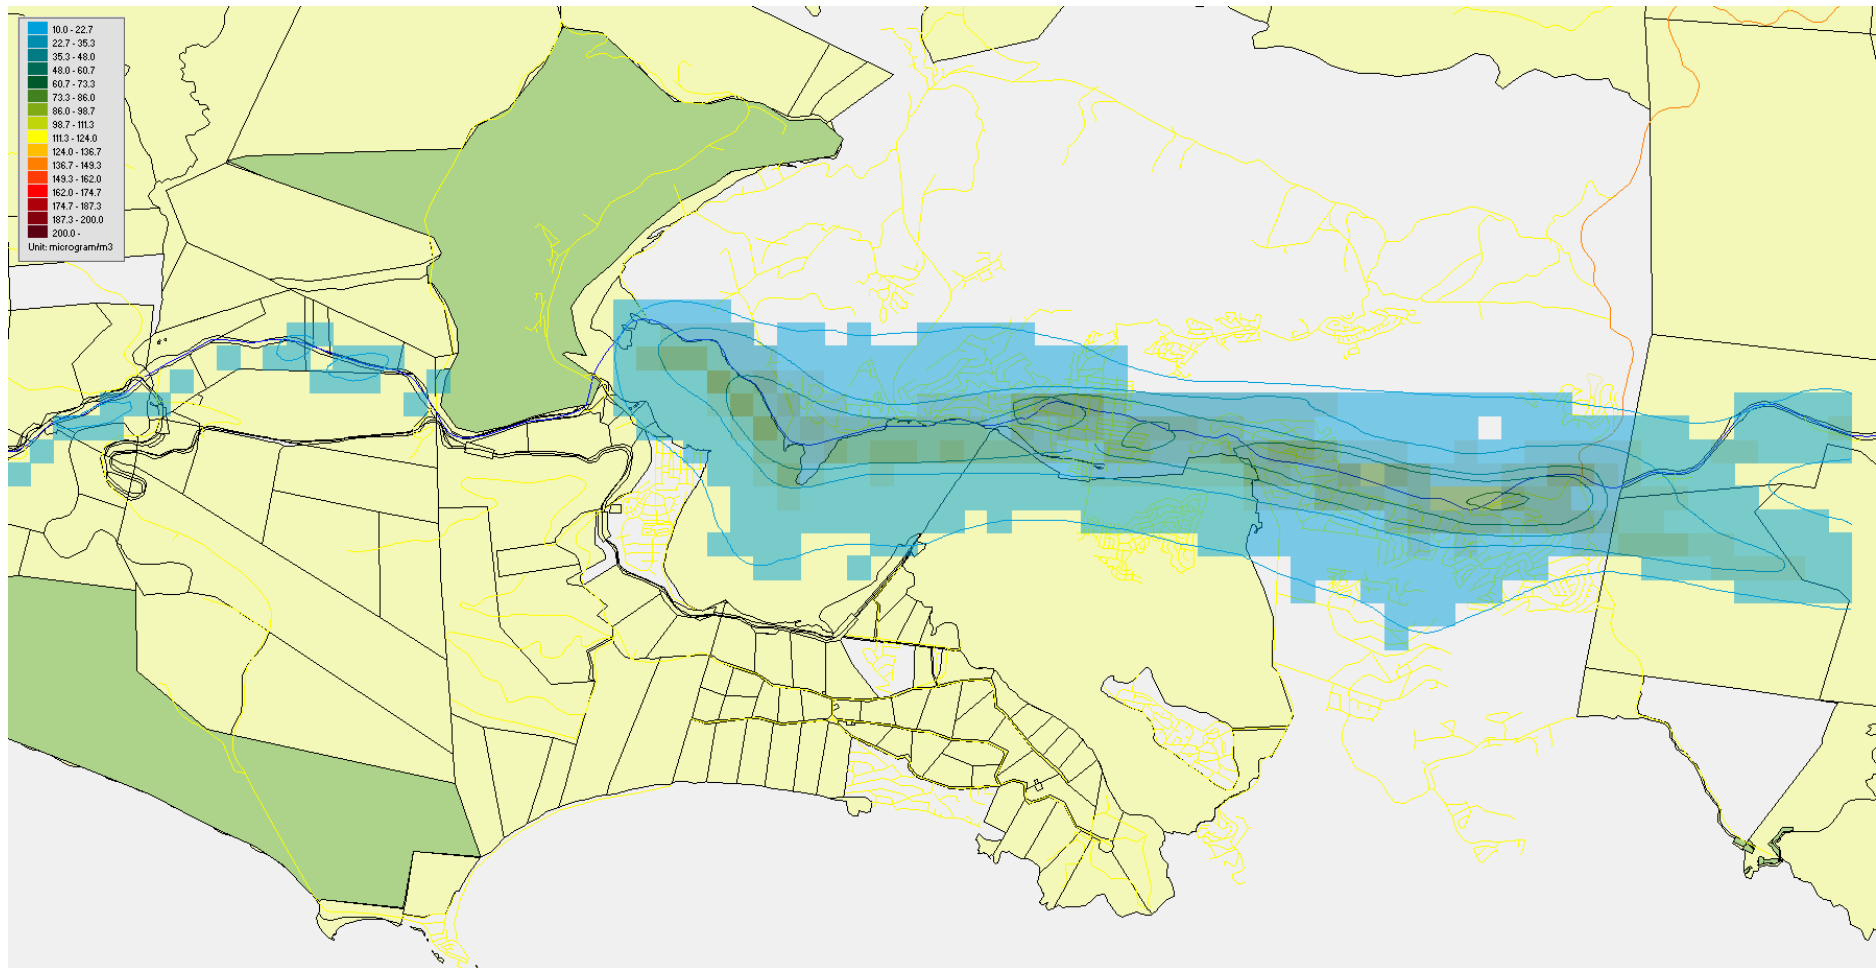 10.0 - 22.7
22.7 - 35.3
35.3 - 48.0
48.0 - 60.7
60.7 - 73.3
73.3 - 86.0
86.0 - 98.7
98.7 - 111.3
111.3 - 124.0
124.0 - 136.7
136.7 - 149.3
149.3 - 162.0
162.0 - 174.7
174.7 - 187.3
187.3 - 200.0
200.0 -
Unit: microgram/m3